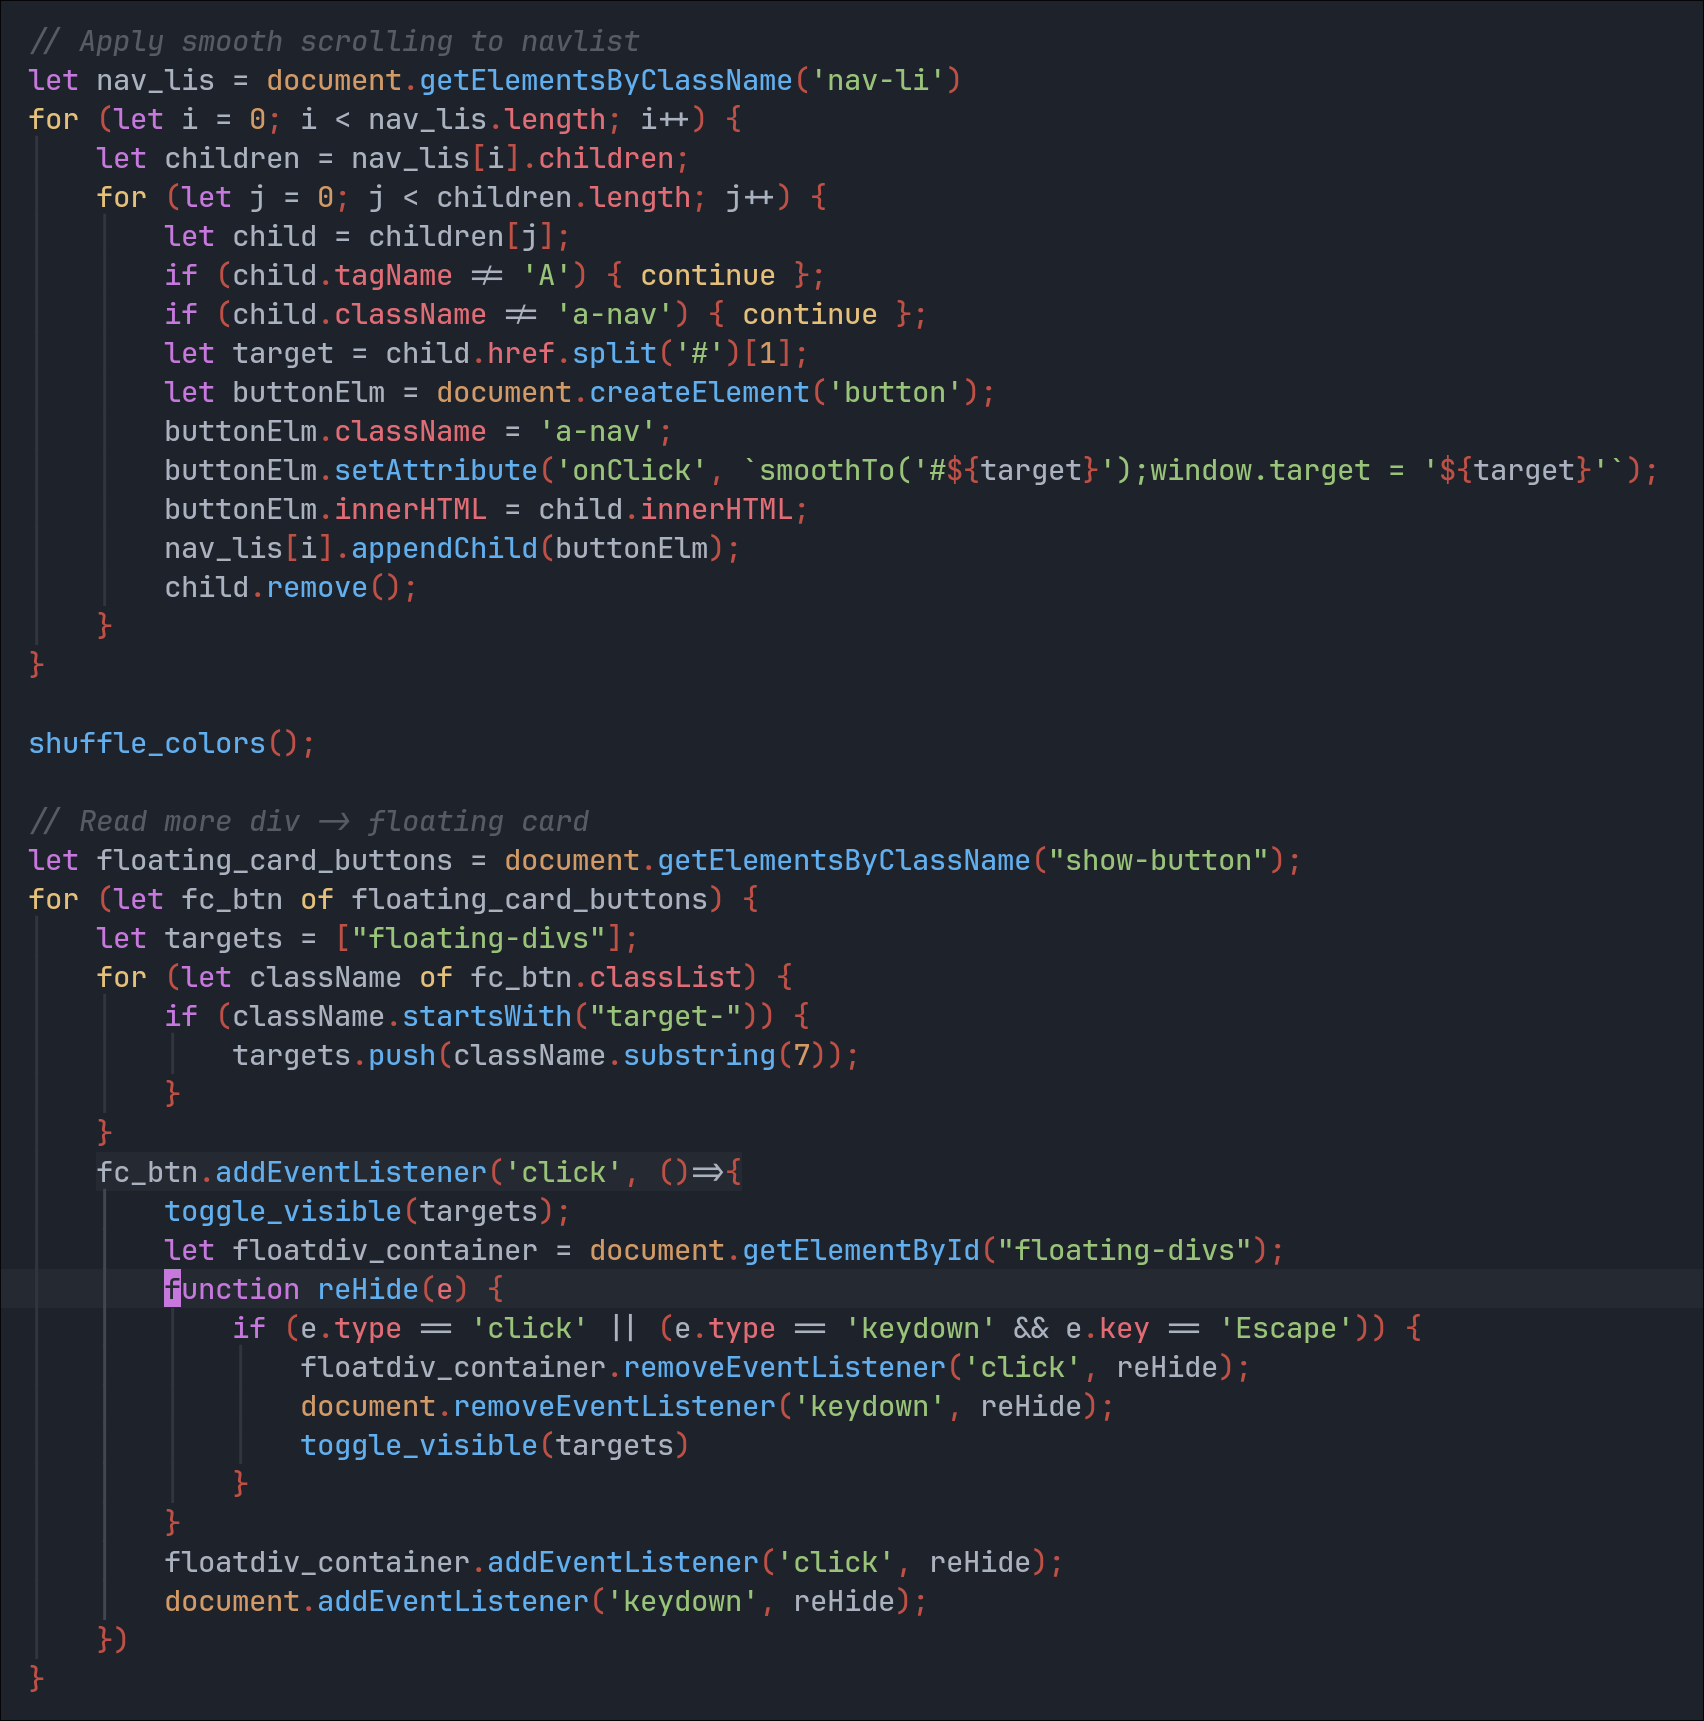 // Apply smooth scrolling to navlist
let nav_lis = document.getElementsByClassName('nav-li')
for (let i = 0; i < nav_lis.length; i++) {
    let children = nav_lis[i].children;
    for (let j = 0; j < children.length; j++) {
        let child = children[j];
        if (child.tagName != 'A') { continue };
        if (child.className != 'a-nav') { continue };
        let target = child.href.split('#')[1];
        let buttonElm = document.createElement('button');
        buttonElm.className = 'a-nav';
        buttonElm.setAttribute('onClick', `smoothTo('#${target}');window.target = '${target}'`);
        buttonElm.innerHTML = child.innerHTML;
        nav_lis[i].appendChild(buttonElm);
        child.remove();
    }
}

shuffle_colors();

// Read more div -> floating card
let floating_card_buttons = document.getElementsByClassName("show-button");
for (let fc_btn of floating_card_buttons) {
    let targets = ["floating-divs"];
    for (let className of fc_btn.classList) {
        if (className.startsWith("target-")) {
            targets.push(className.substring(7));
        }
    }
    fc_btn.addEventListener('click', ()=>{
        toggle_visible(targets);
        let floatdiv_container = document.getElementById("floating-divs");
        function reHide(e) {
            if (e.type == 'click' || (e.type == 'keydown' && e.key == 'Escape')) {
                floatdiv_container.removeEventListener('click', reHide);
                document.removeEventListener('keydown', reHide);
                toggle_visible(targets)
            }
        }
        floatdiv_container.addEventListener('click', reHide);
        document.addEventListener('keydown', reHide);
    })
}